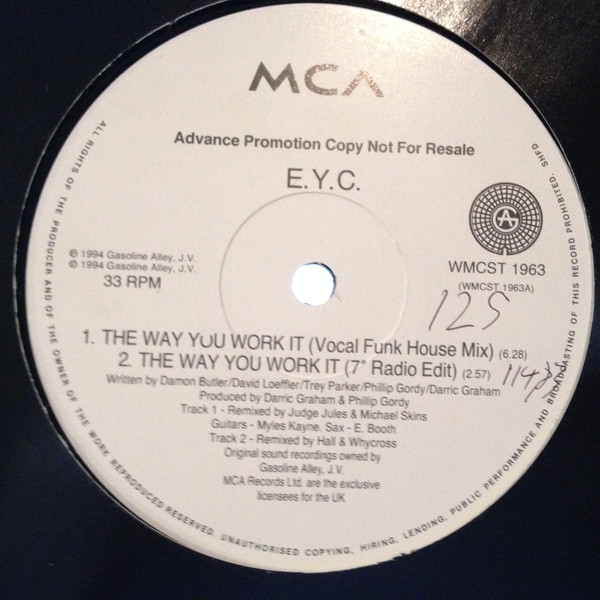 MCA
Advance Promotion Copy Not For Resale
E.Y.C.
℗ 1994 Gasoline Alley, J.V.
© 1994 Gasoline Alley, J.V.
33 RPM
WMCST 1963
(WMCST 1963A)
125
1. THE WAY YOU WORK IT (Vocal Funk House Mix) (6.28)
2. THE WAY YOU WORK IT (7" Radio Edit) (2.57)
Written by Damon Butler/David Loeffler/Trey Parker/Phillip Gordy/Darric Graham
Produced by Darric Graham & Phillip Gordy
Track 1 - Remixed by Judge Jules & Michael Skins
Guitars - Myles Kayne. Sax - E. Booth
Track 2 - Remixed by Hall & Whycross
Original sound recordings owned by
Gasoline Alley, J.V.
MCA Records Ltd. are the exclusive
licensees for the UK
ALL RIGHTS OF THE PRODUCER AND OF THE OWNER OF THE WORK REPRODUCED RESERVED. UNAUTHORISED COPYING, HIRING, LENDING, PUBLIC PERFORMANCE AND BROADCASTING OF THIS RECORD PROHIBITED. SHFD